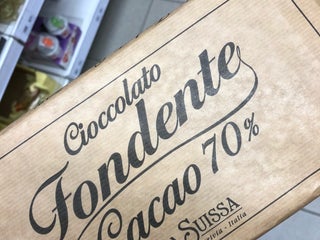 Cioccolato
Fondente
Cacao 70%
Suissa
Italia